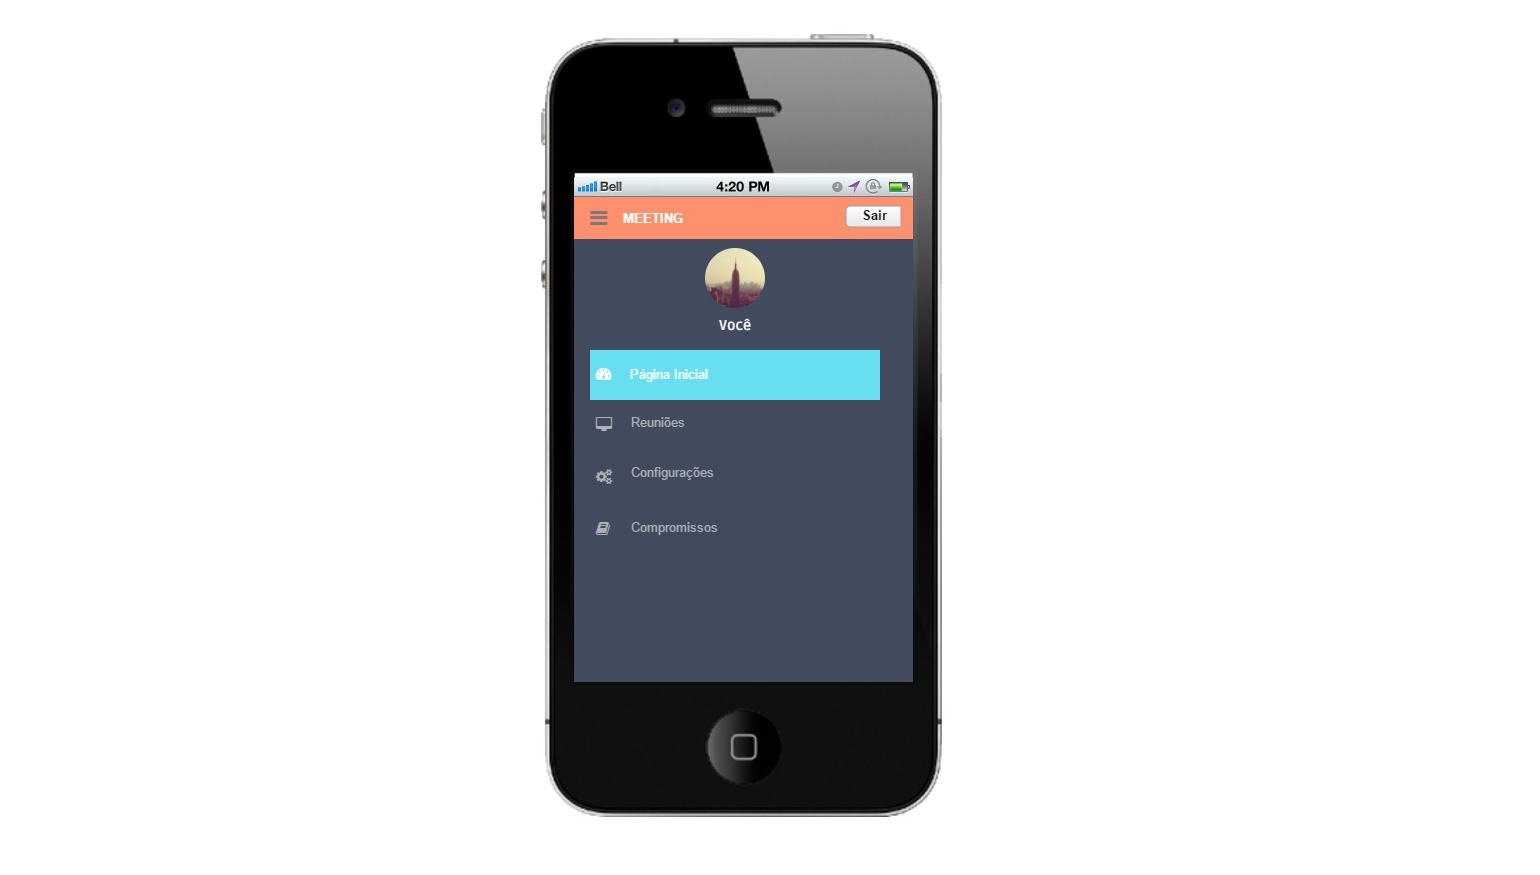 Bell 4:20 PM
MEETING Sair
Você
Página Inicial
Reuniões
Configurações
Compromissos